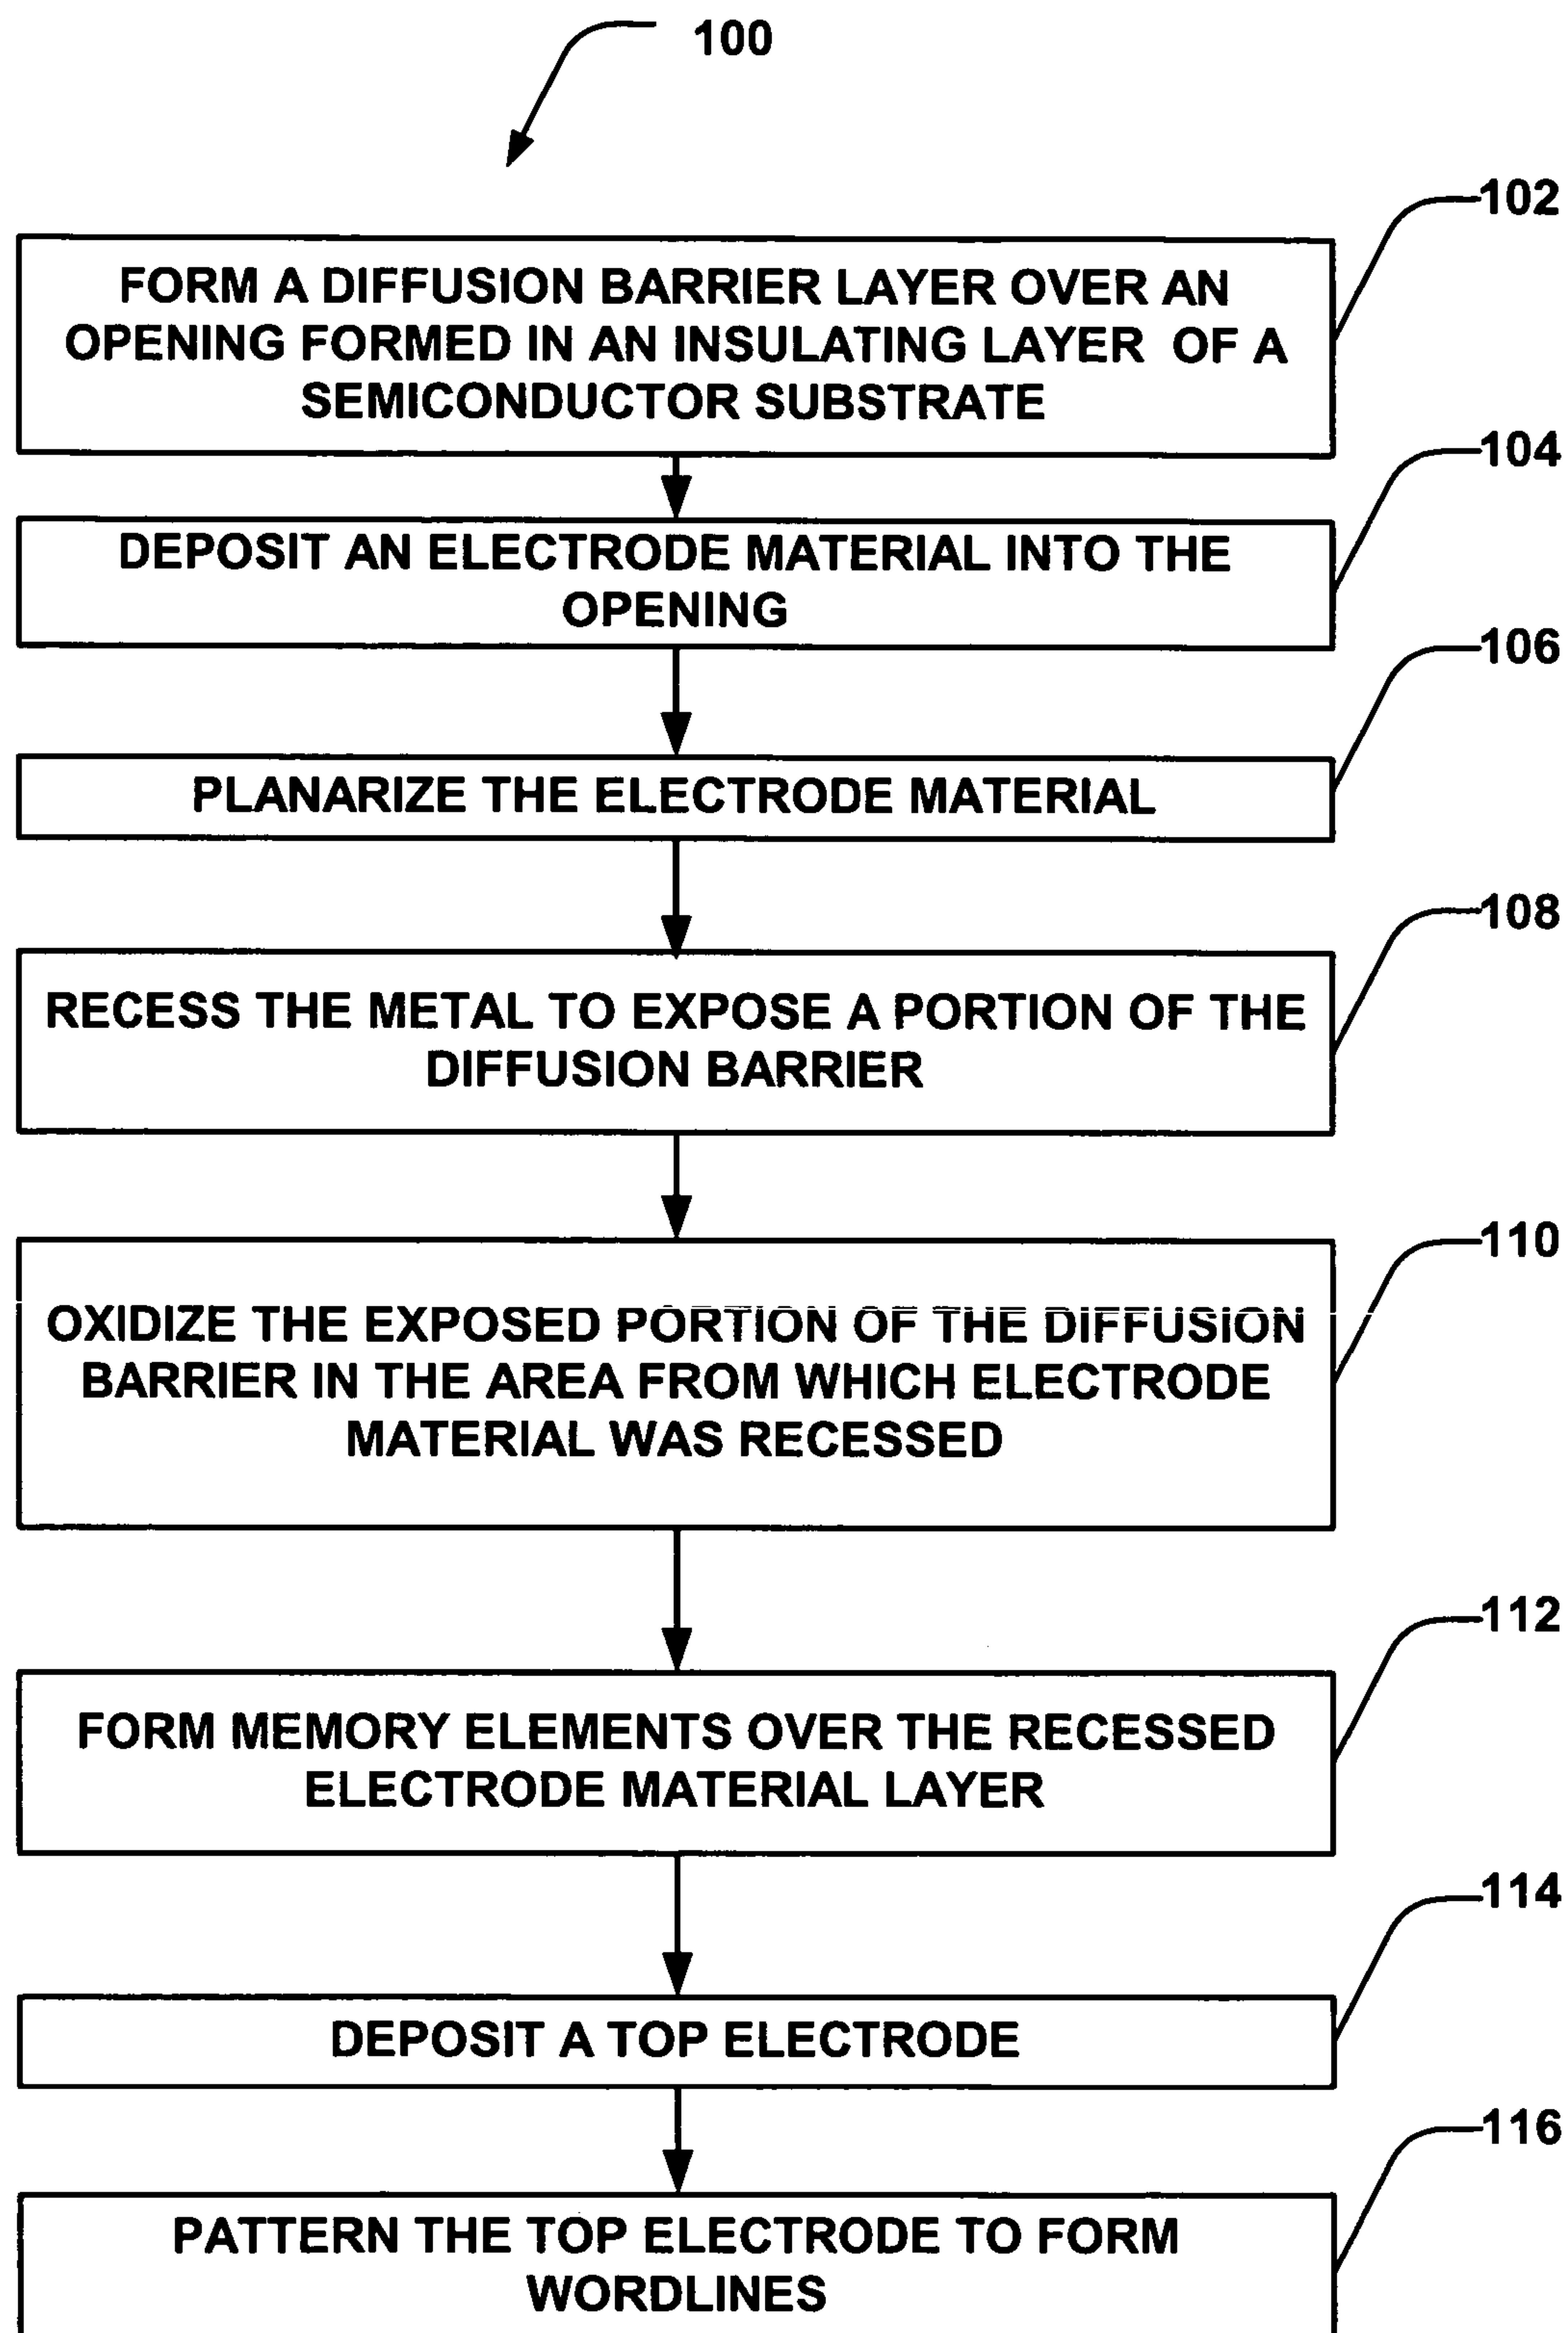 100
102
FORM A DIFFUSION BARRIER LAYER OVER AN
OPENING FORMED IN AN INSULATING LAYER OF A
SEMICONDUCTOR SUBSTRATE
104
DEPOSIT AN ELECTRODE MATERIAL INTO THE
OPENING
106
PLANARIZE THE ELECTRODE MATERIAL
108
RECESS THE METAL TO EXPOSE A PORTION OF THE
DIFFUSION BARRIER
110
OXIDIZE THE EXPOSED PORTION OF THE DIFFUSION
BARRIER IN THE AREA FROM WHICH ELECTRODE
MATERIAL WAS RECESSED
112
FORM MEMORY ELEMENTS OVER THE RECESSED
ELECTRODE MATERIAL LAYER
114
DEPOSIT A TOP ELECTRODE
116
PATTERN THE TOP ELECTRODE TO FORM
WORDLINES